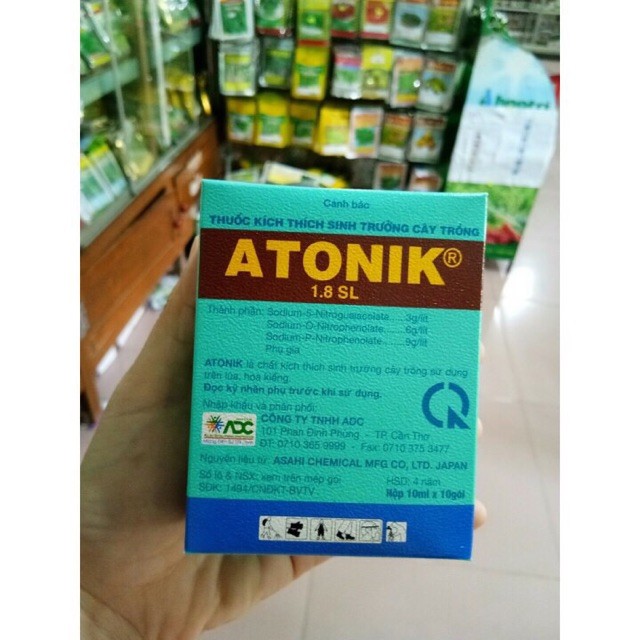 Cảnh báo
THUỐC KÍCH THÍCH SINH TRƯỞNG CÂY TRỒNG
ATONIK®
1.8 SL
Thành phần: Sodium-S-Nitroguaiacolate.....3g/lít
Sodium-O-Nitrophenolate.....6g/lít
Sodium-P-Nitrophenolate.....9g/lít
Phụ gia
ATONIK là chất kích thích sinh trưởng cây trồng sử dụng
trên lúa, hoa kiểng.
Đọc kỹ nhãn phụ trước khi sử dụng.
Nhập khẩu và phân phối:
ADC
CÔNG TY TNHH ADC
101 Phan Đình Phùng - TP. Cần Thơ
ĐT: 0710 365 9999 - Fax: 0710 375 3477
Nguyên liệu từ: ASAHI CHEMICAL MFG CO, LTD. JAPAN
Số lô & NSX: xem trên mép gói
HSD: 4 năm
SĐK: 1494/CNĐKT-BVTV
Hộp 10ml x 10gói